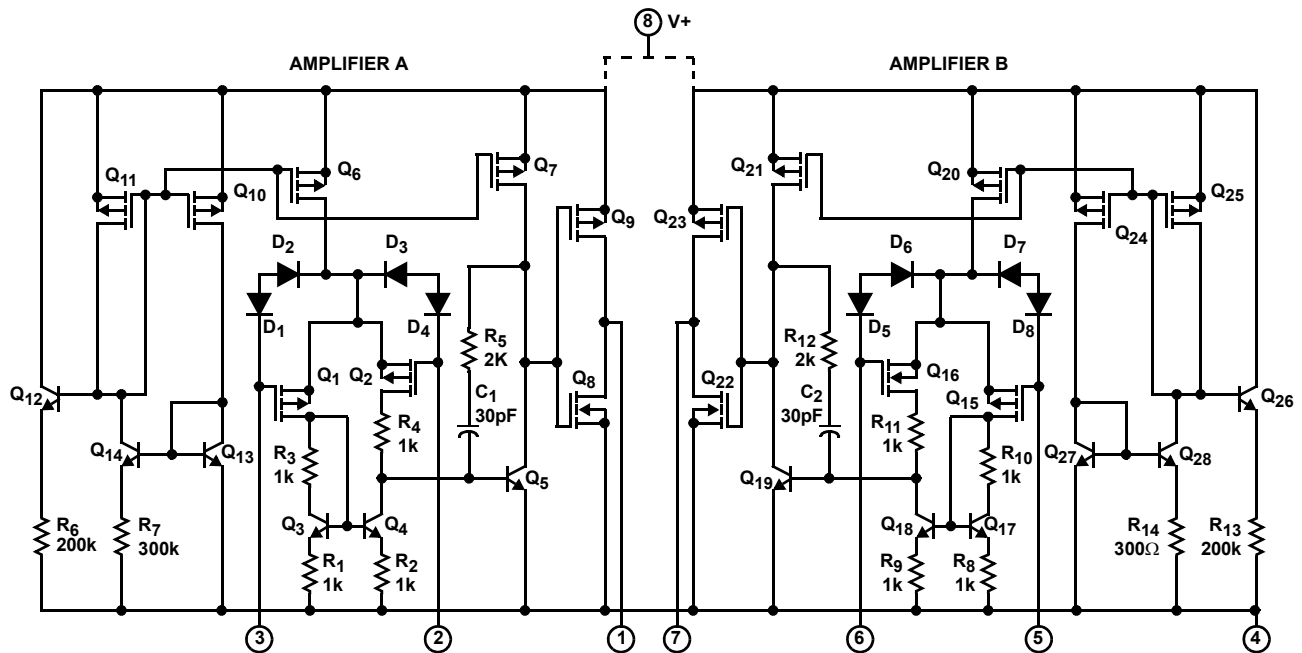 8 V+
AMPLIFIER A
AMPLIFIER B
Q11
Q10
Q6
Q7
Q9
Q21
Q23
Q20
Q24
Q25
D2
D3
D1
D4
D6
D7
D5
D8
R5
2K
C1
30pF
R12
2k
C2
30pF
Q12
Q1
Q2
Q8
Q22
Q16
Q15
Q26
Q14
Q13
R3
1k
R4
1k
Q5
Q19
R11
1k
R10
1k
Q27
Q28
Q3
Q4
Q18
Q17
R6
200k
R7
300k
R1
1k
R2
1k
R9
1k
R8
1k
R14
300Ω
R13
200k
3
2
1
7
6
5
4